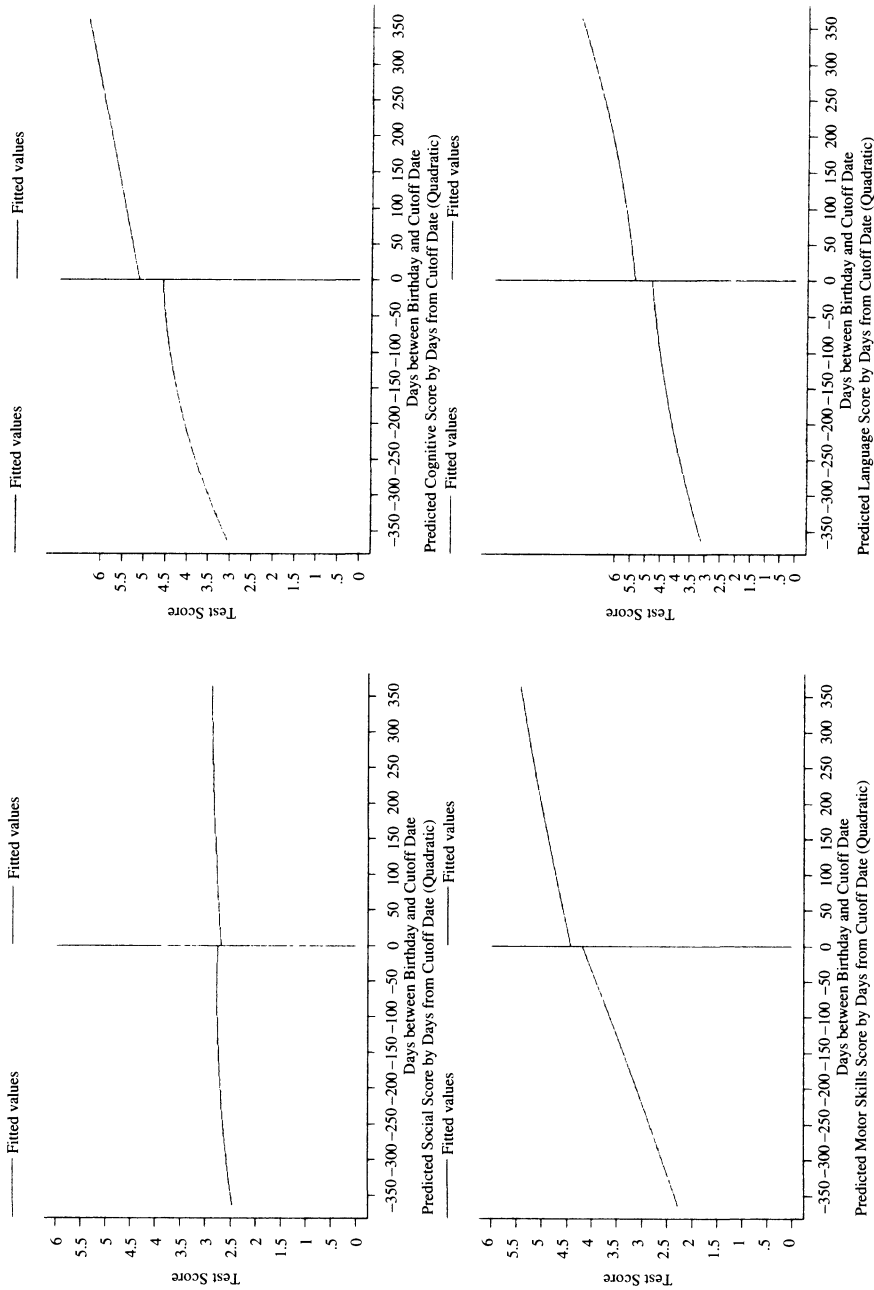 Fitted values
Fitted values
Test Score
6
5.5
5
4.5
4
3.5
3
2.5
2
1.5
1
.5
0
−350 −300 −250 −200 −150 −100 −50 0 50 100 150 200 250 300 350
Days between Birthday and Cutoff Date
Predicted Social Score by Days from Cutoff Date (Quadratic)
Fitted values
Fitted values
Test Score
6
5.5
5
4.5
4
3.5
3
2.5
2
1.5
1
.5
0
−350 −300 −250 −200 −150 −100 −50 0 50 100 150 200 250 300 350
Days between Birthday and Cutoff Date
Predicted Cognitive Score by Days from Cutoff Date (Quadratic)
Fitted values
Fitted values
Test Score
6
5.5
5
4.5
4
3.5
3
2.5
2
1.5
1
.5
0
−350 −300 −250 −200 −150 −100 −50 0 50 100 150 200 250 300 350
Days between Birthday and Cutoff Date
Predicted Motor Skills Score by Days from Cutoff Date (Quadratic)
Fitted values
Fitted values
Test Score
6
5.5
5
4.5
4
3.5
3
2.5
2
1.5
1
.5
0
−350 −300 −250 −200 −150 −100 −50 0 50 100 150 200 250 300 350
Days between Birthday and Cutoff Date
Predicted Language Score by Days from Cutoff Date (Quadratic)